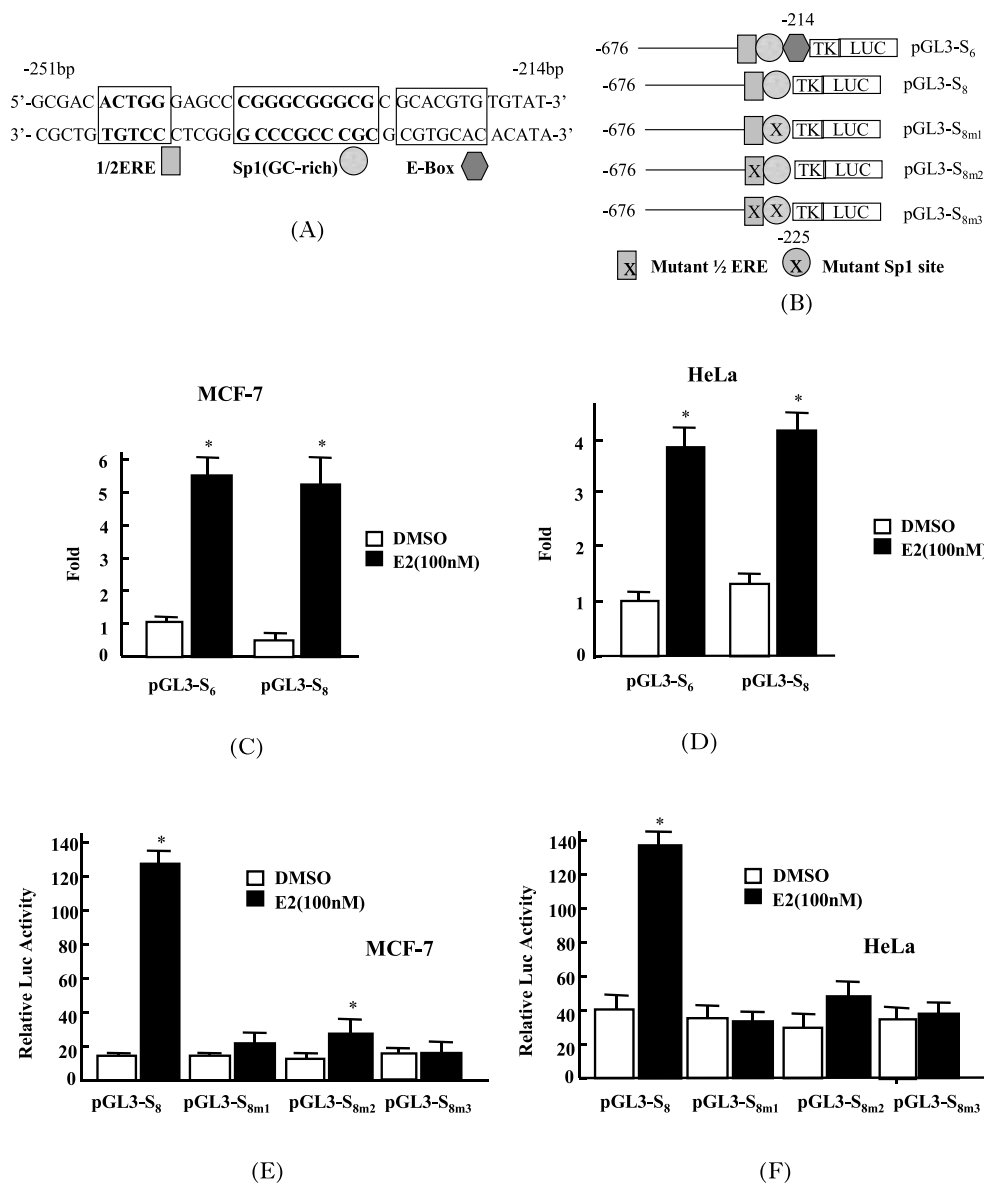 -251bp -214bp
5’-GCGAC ACTGG GAGCC CGGGCGGGCG C GCACGTG TGTAT-3’
3’-CGCTG TGTCC CTCGG G CCCGCC CGC G CGTGCAC ACATA-5’
1/2ERE Sp1(GC-rich) E-Box
(A)
-214
-676 TK LUC pGL3-S6
-676 TK LUC pGL3-S8
-676 X TK LUC pGL3-S8m1
-676 X TK LUC pGL3-S8m2
-676 X X TK LUC pGL3-S8m3
-225
X Mutant ½ ERE X Mutant Sp1 site
(B)
MCF-7
Fold
6
5
4
3
2
1
0
* *
DMSO
E2(100nM)
pGL3-S6 pGL3-S8
(C)
HeLa
Fold
4
3
2
1
0
* *
DMSO
E2(100nM)
pGL3-S6 pGL3-S8
(D)
Relative Luc Activity
140
120
100
80
60
40
20
0
* *
DMSO
E2(100nM)
MCF-7
pGL3-S8 pGL3-S8m1 pGL3-S8m2 pGL3-S8m3
(E)
Relative Luc Activity
140
120
100
80
60
40
20
0
*
DMSO
E2(100nM)
HeLa
pGL3-S8 pGL3-S8m1 pGL3-S8m2 pGL3-S8m3
(F)